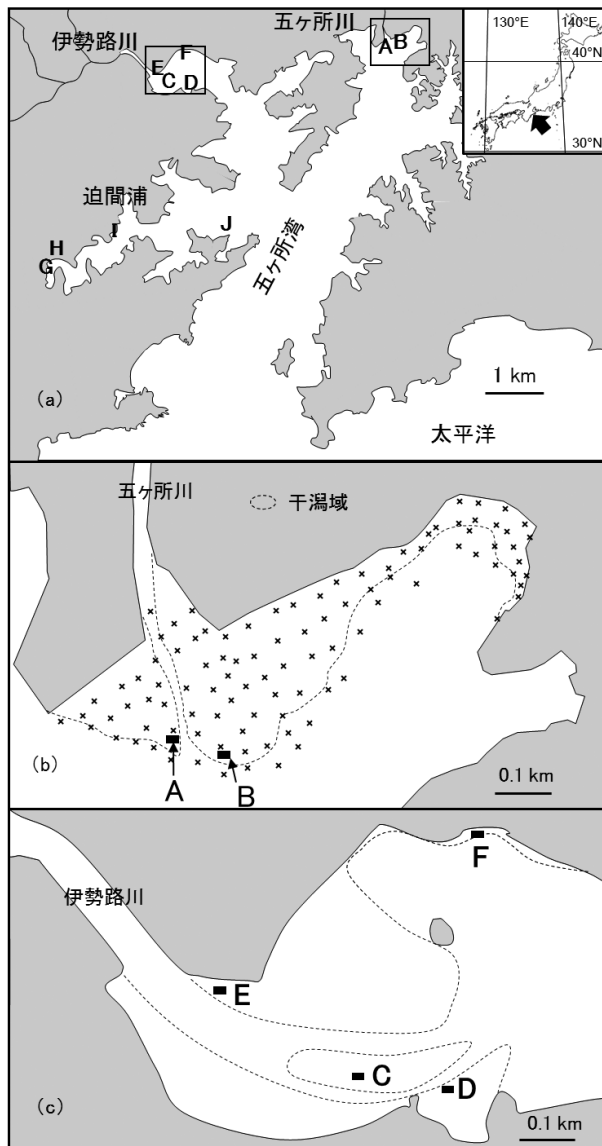 五ヶ所川
伊勢路川
A B
F
E
C D
130°E 140°E
40°N
30°N
迫間浦
I
J
H
G
五ヶ所湾
1 km
(a)
太平洋
五ヶ所川
干潟域
(b)
A
B
0.1 km
伊勢路川
F
E
C
D
(c)
0.1 km